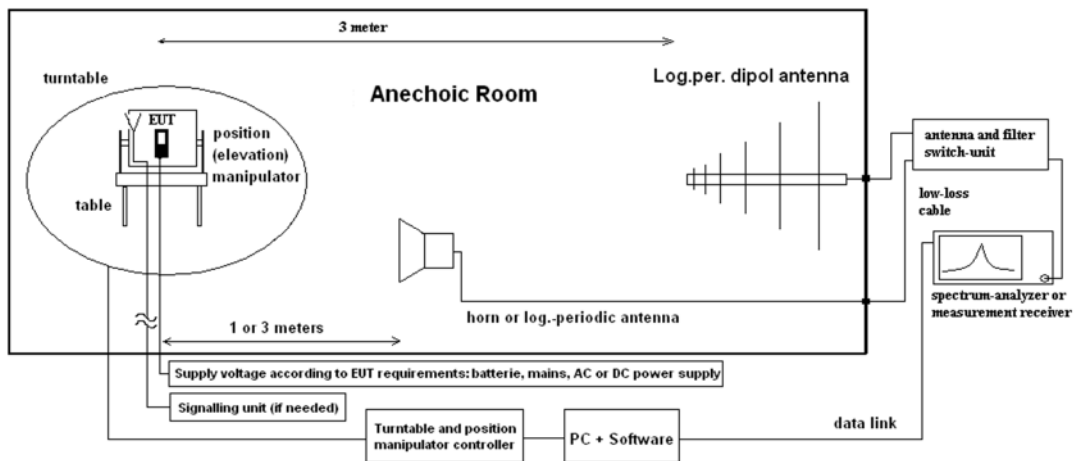 3 meter
turntable
Log.per. dipol antenna
Anechoic Room
EUT
position
(elevation)
manipulator
table
antenna and filter
switch-unit
low-loss
cable
spectrum-analyzer or
measurement receiver
horn or log.-periodic antenna
1 or 3 meters
Supply voltage according to EUT requirements: batterie, mains, AC or DC power supply
Signalling unit (if needed)
Turntable and position
manipulator controller
PC + Software
data link